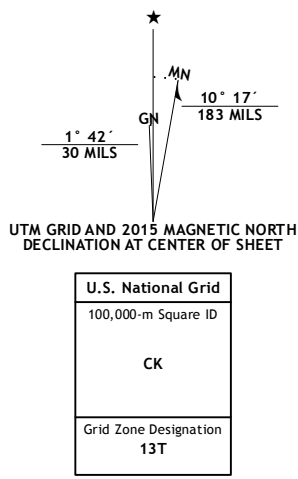 ★
MN
GN
10° 17´
183 MILS
1° 42´
30 MILS
UTM GRID AND 2015 MAGNETIC NORTH
DECLINATION AT CENTER OF SHEET
U.S. National Grid
100,000-m Square ID
CK
Grid Zone Designation
13T